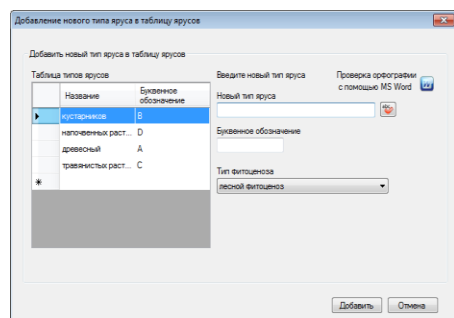 Добавление нового типа яруса в таблицу ярусов
Добавить новый тип яруса в таблицу ярусов
Таблица типов ярусов
Название
Буквенное
обозначение
кустарников B
напочвенных раст... D
древесный A
травянистых раст... C
Введите новый тип яруса
Проверка орфографии
с помощью MS Word
Новый тип яруса
Буквенное обозначение
Тип фитоценоза
лесной фитоценоз
Добавить Отмена